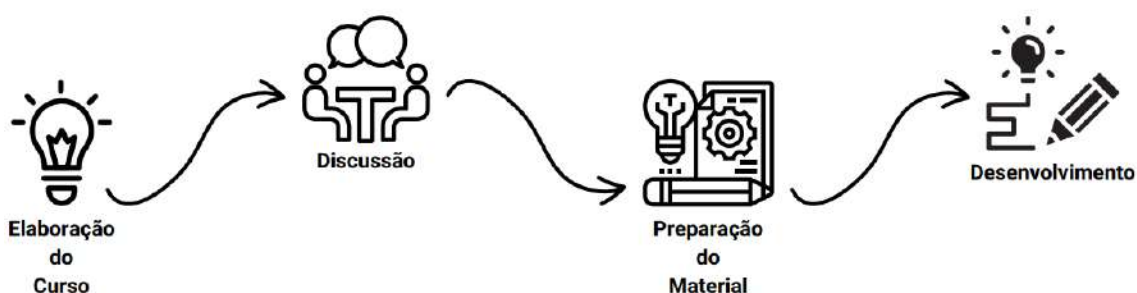 Elaboração
do
Curso
Discussão
Preparação
do
Material
Desenvolvimento